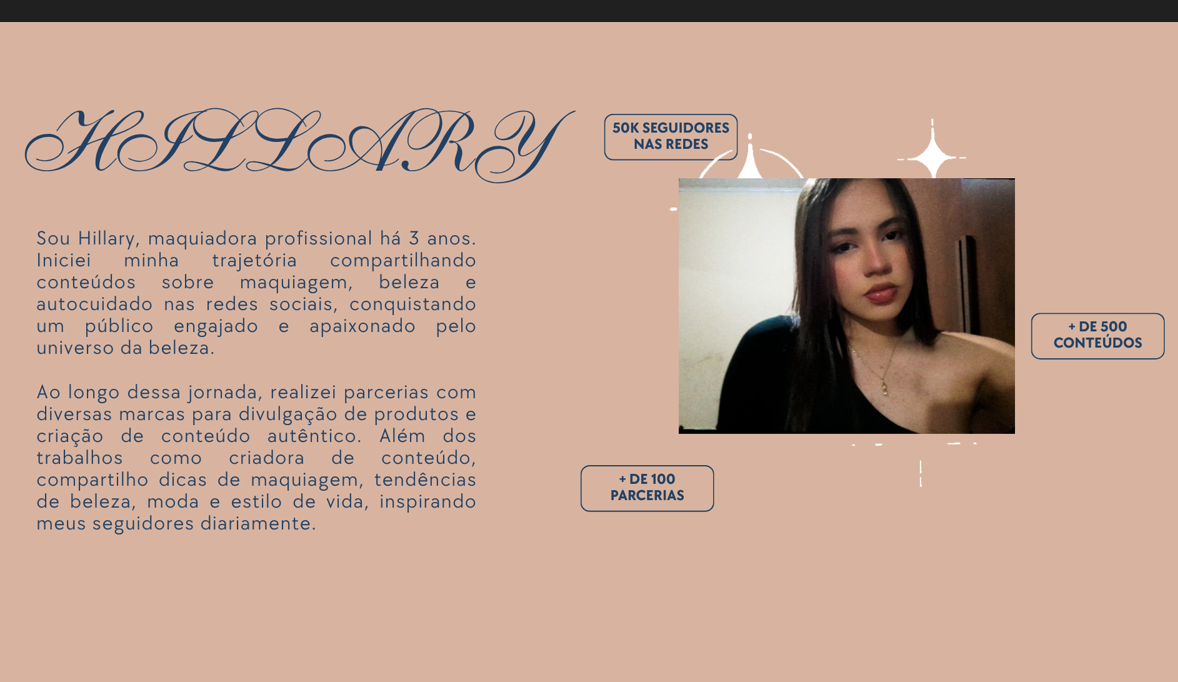 HILLARY
Sou Hillary, maquiadora profissional há 3 anos.
Iniciei minha trajetória compartilhando
conteúdos sobre maquiagem, beleza e
autocuidado nas redes sociais, conquistando
um público engajado e apaixonado pelo
universo da beleza.
Ao longo dessa jornada, realizei parcerias com
diversas marcas para divulgação de produtos e
criação de conteúdo autêntico. Além dos
trabalhos como criadora de conteúdo,
compartilho dicas de maquiagem, tendências
de beleza, moda e estilo de vida, inspirando
meus seguidores diariamente.
50K SEGUIDORES
NAS REDES
+ DE 500
CONTEÚDOS
+ DE 100
PARCERIAS